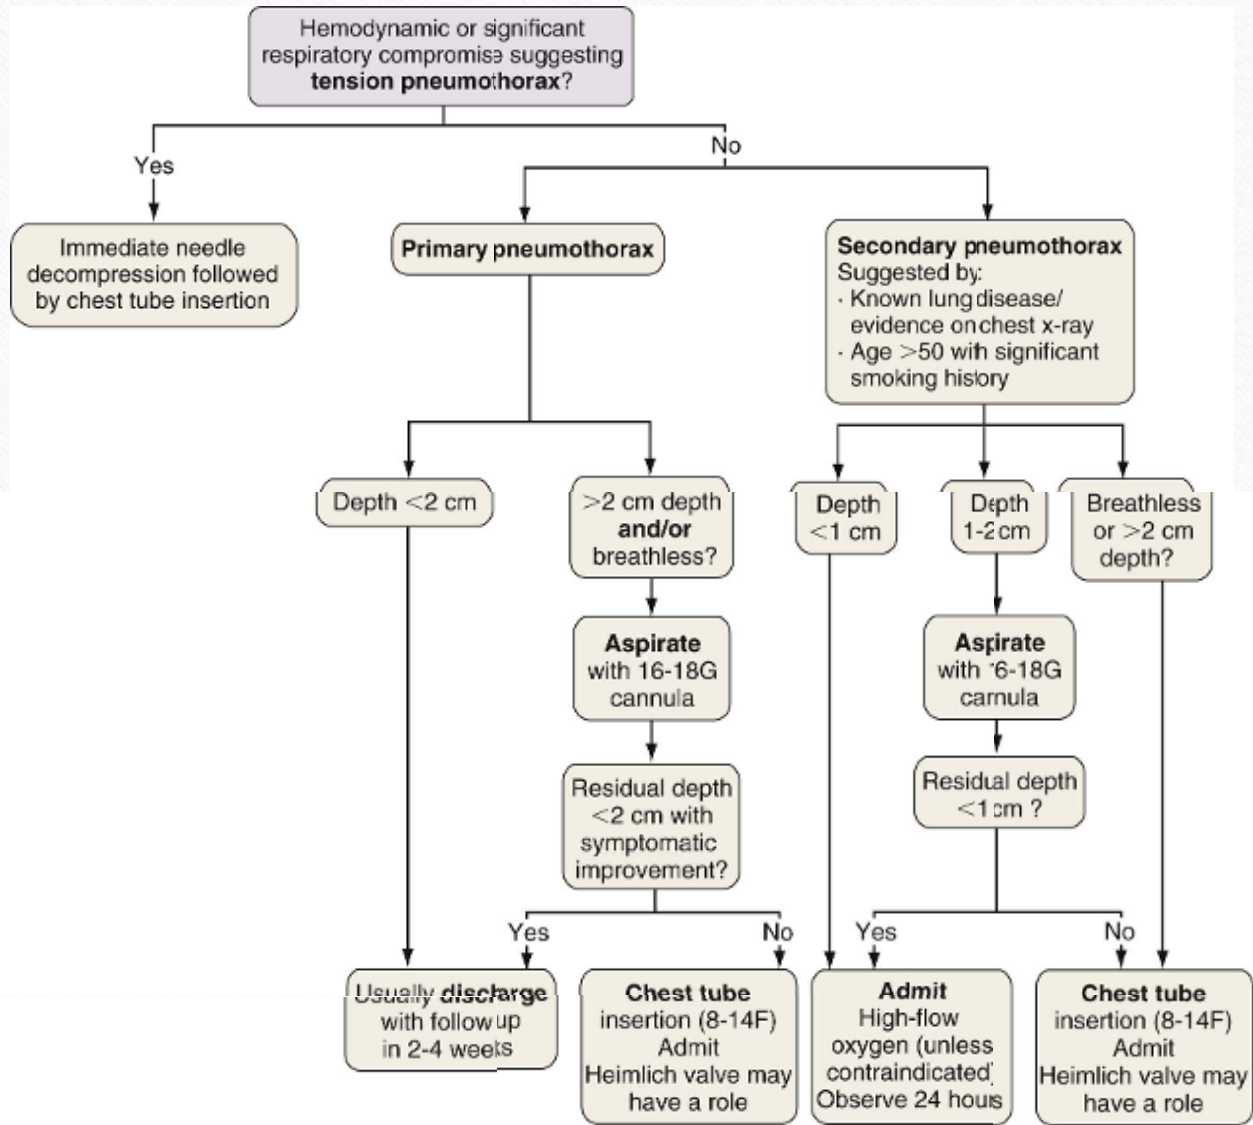 Hemodynamic or significant
respiratory compromise suggesting
tension pneumothorax?
Yes
No
Immediate needle
decompression followed
by chest tube insertion
Primary pneumothorax
Secondary pneumothorax
Suggested by:
· Known lung disease/
evidence on chest x-ray
· Age >50 with significant
smoking history
Depth <2 cm
>2 cm depth
and/or
breathless?
Depth
<1 cm
Depth
1-2 cm
Breathless
or >2 cm
depth?
Aspirate
with 16-18G
cannula
Aspirate
with 16-18G
cannula
Residual depth
<2 cm with
symptomatic
improvement?
Residual depth
<1 cm ?
Yes
No
Yes
No
Usually discharge
with follow up
in 2-4 weeks
Chest tube
insertion (8-14F)
Admit
Heimlich valve may
have a role
Admit
High-flow
oxygen (unless
contraindicated)
Observe 24 hours
Chest tube
insertion (8-14F)
Admit
Heimlich valve may
have a role